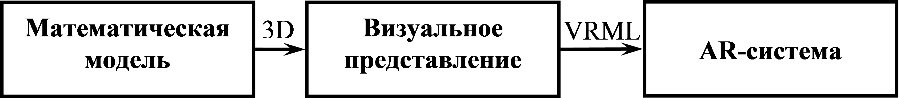 Математическая
модель
3D
Визуальное
представление
VRML
AR-система